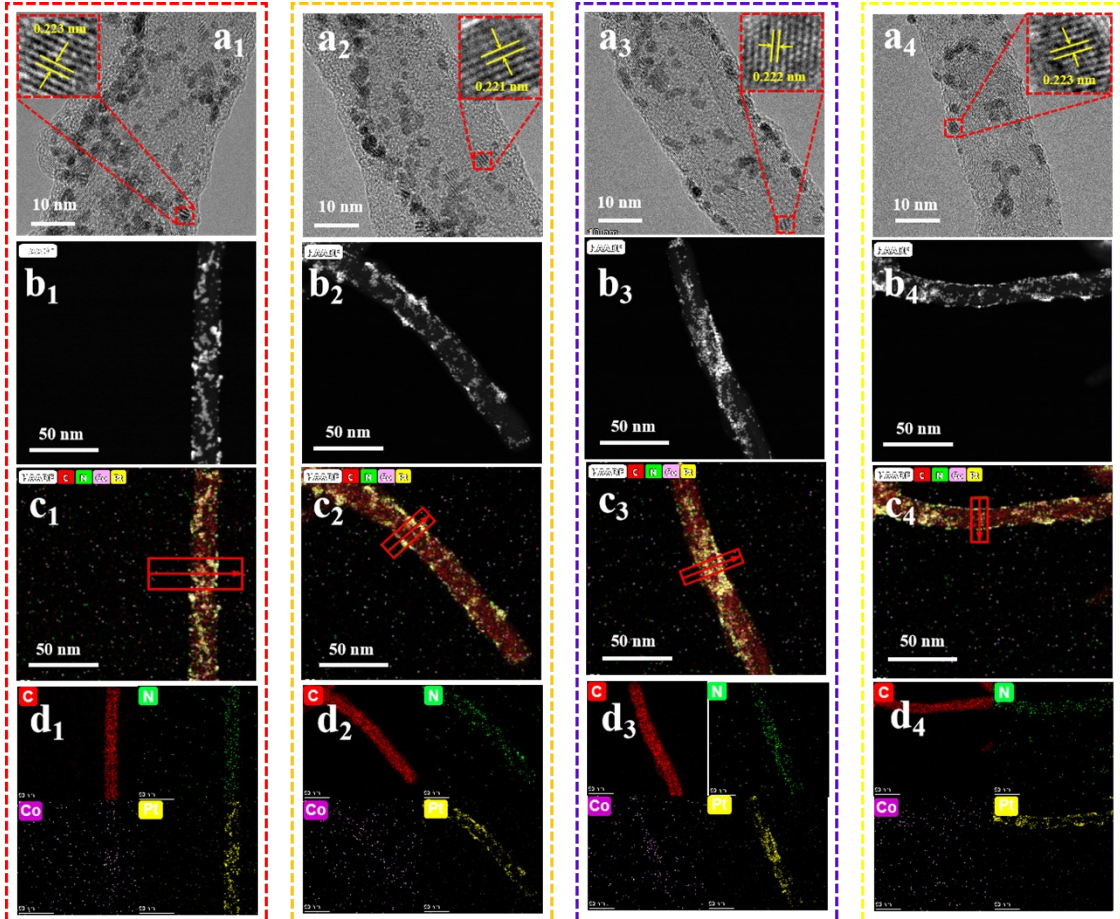 0.223 nm
a1
10 nm
0.221 nm
a2
10 nm
0.222 nm
a3
10 nm
0.223 nm
a4
10 nm
b1
50 nm
HAADF
b2
50 nm
HAADF
b3
50 nm
HAADF
b4
50 nm
HAADF C N Co Pt
c1
50 nm
HAADF C N Co Pt
c2
50 nm
HAADF C N Co Pt
c3
50 nm
HAADF C N Co Pt
c4
50 nm
C N
d1
Co Pt
C N
d2
Co Pt
C N
d3
Co Pt
C N
d4
Co Pt